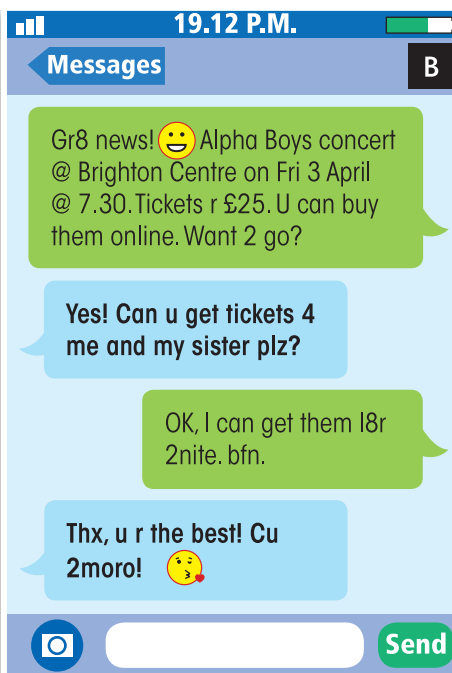 19.12 P.M.
Messages
B
Gr8 news! 😀 Alpha Boys concert
@ Brighton Centre on Fri 3 April
@ 7.30. Tickets r £25. U can buy
them online. Want 2 go?
Yes! Can u get tickets 4
me and my sister plz?
OK, I can get them l8r
2nite. bfn.
Thx, u r the best! Cu
2moro! 😘
Send